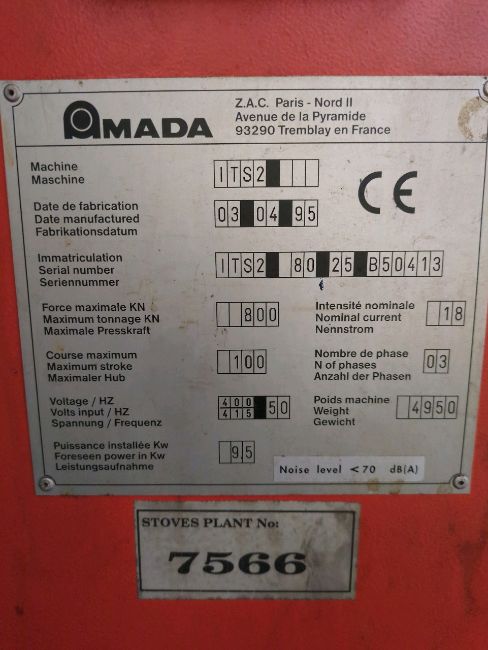 AMADA
Z.A.C. Paris - Nord II
Avenue de la Pyramide
93290 Tremblay en France
Machine
Maschine
ITS2
Date de fabrication
Date manufactured
Fabrikationsdatum
03 04 95
CE
Immatriculation
Serial number
Seriennummer
ITS2 80 25 B50413
Force maximale KN
Maximum tonnage KN
Maximale Presskraft
800
Intensité nominale
Nominal current
Nennstrom
18
Course maximum
Maximum stroke
Maximaler Hub
100
Nombre de phase
N of phases
Anzahl der Phasen
03
Voltage / HZ
Volts input / HZ
Spannung / Frequenz
400
415
50
Poids machine
Weight
Gewicht
4950
Puissance installée Kw
Foreseen power in Kw
Leistungsaufnahme
9.5
Noise level < 70 dB(A)
STOVES PLANT No:
7566